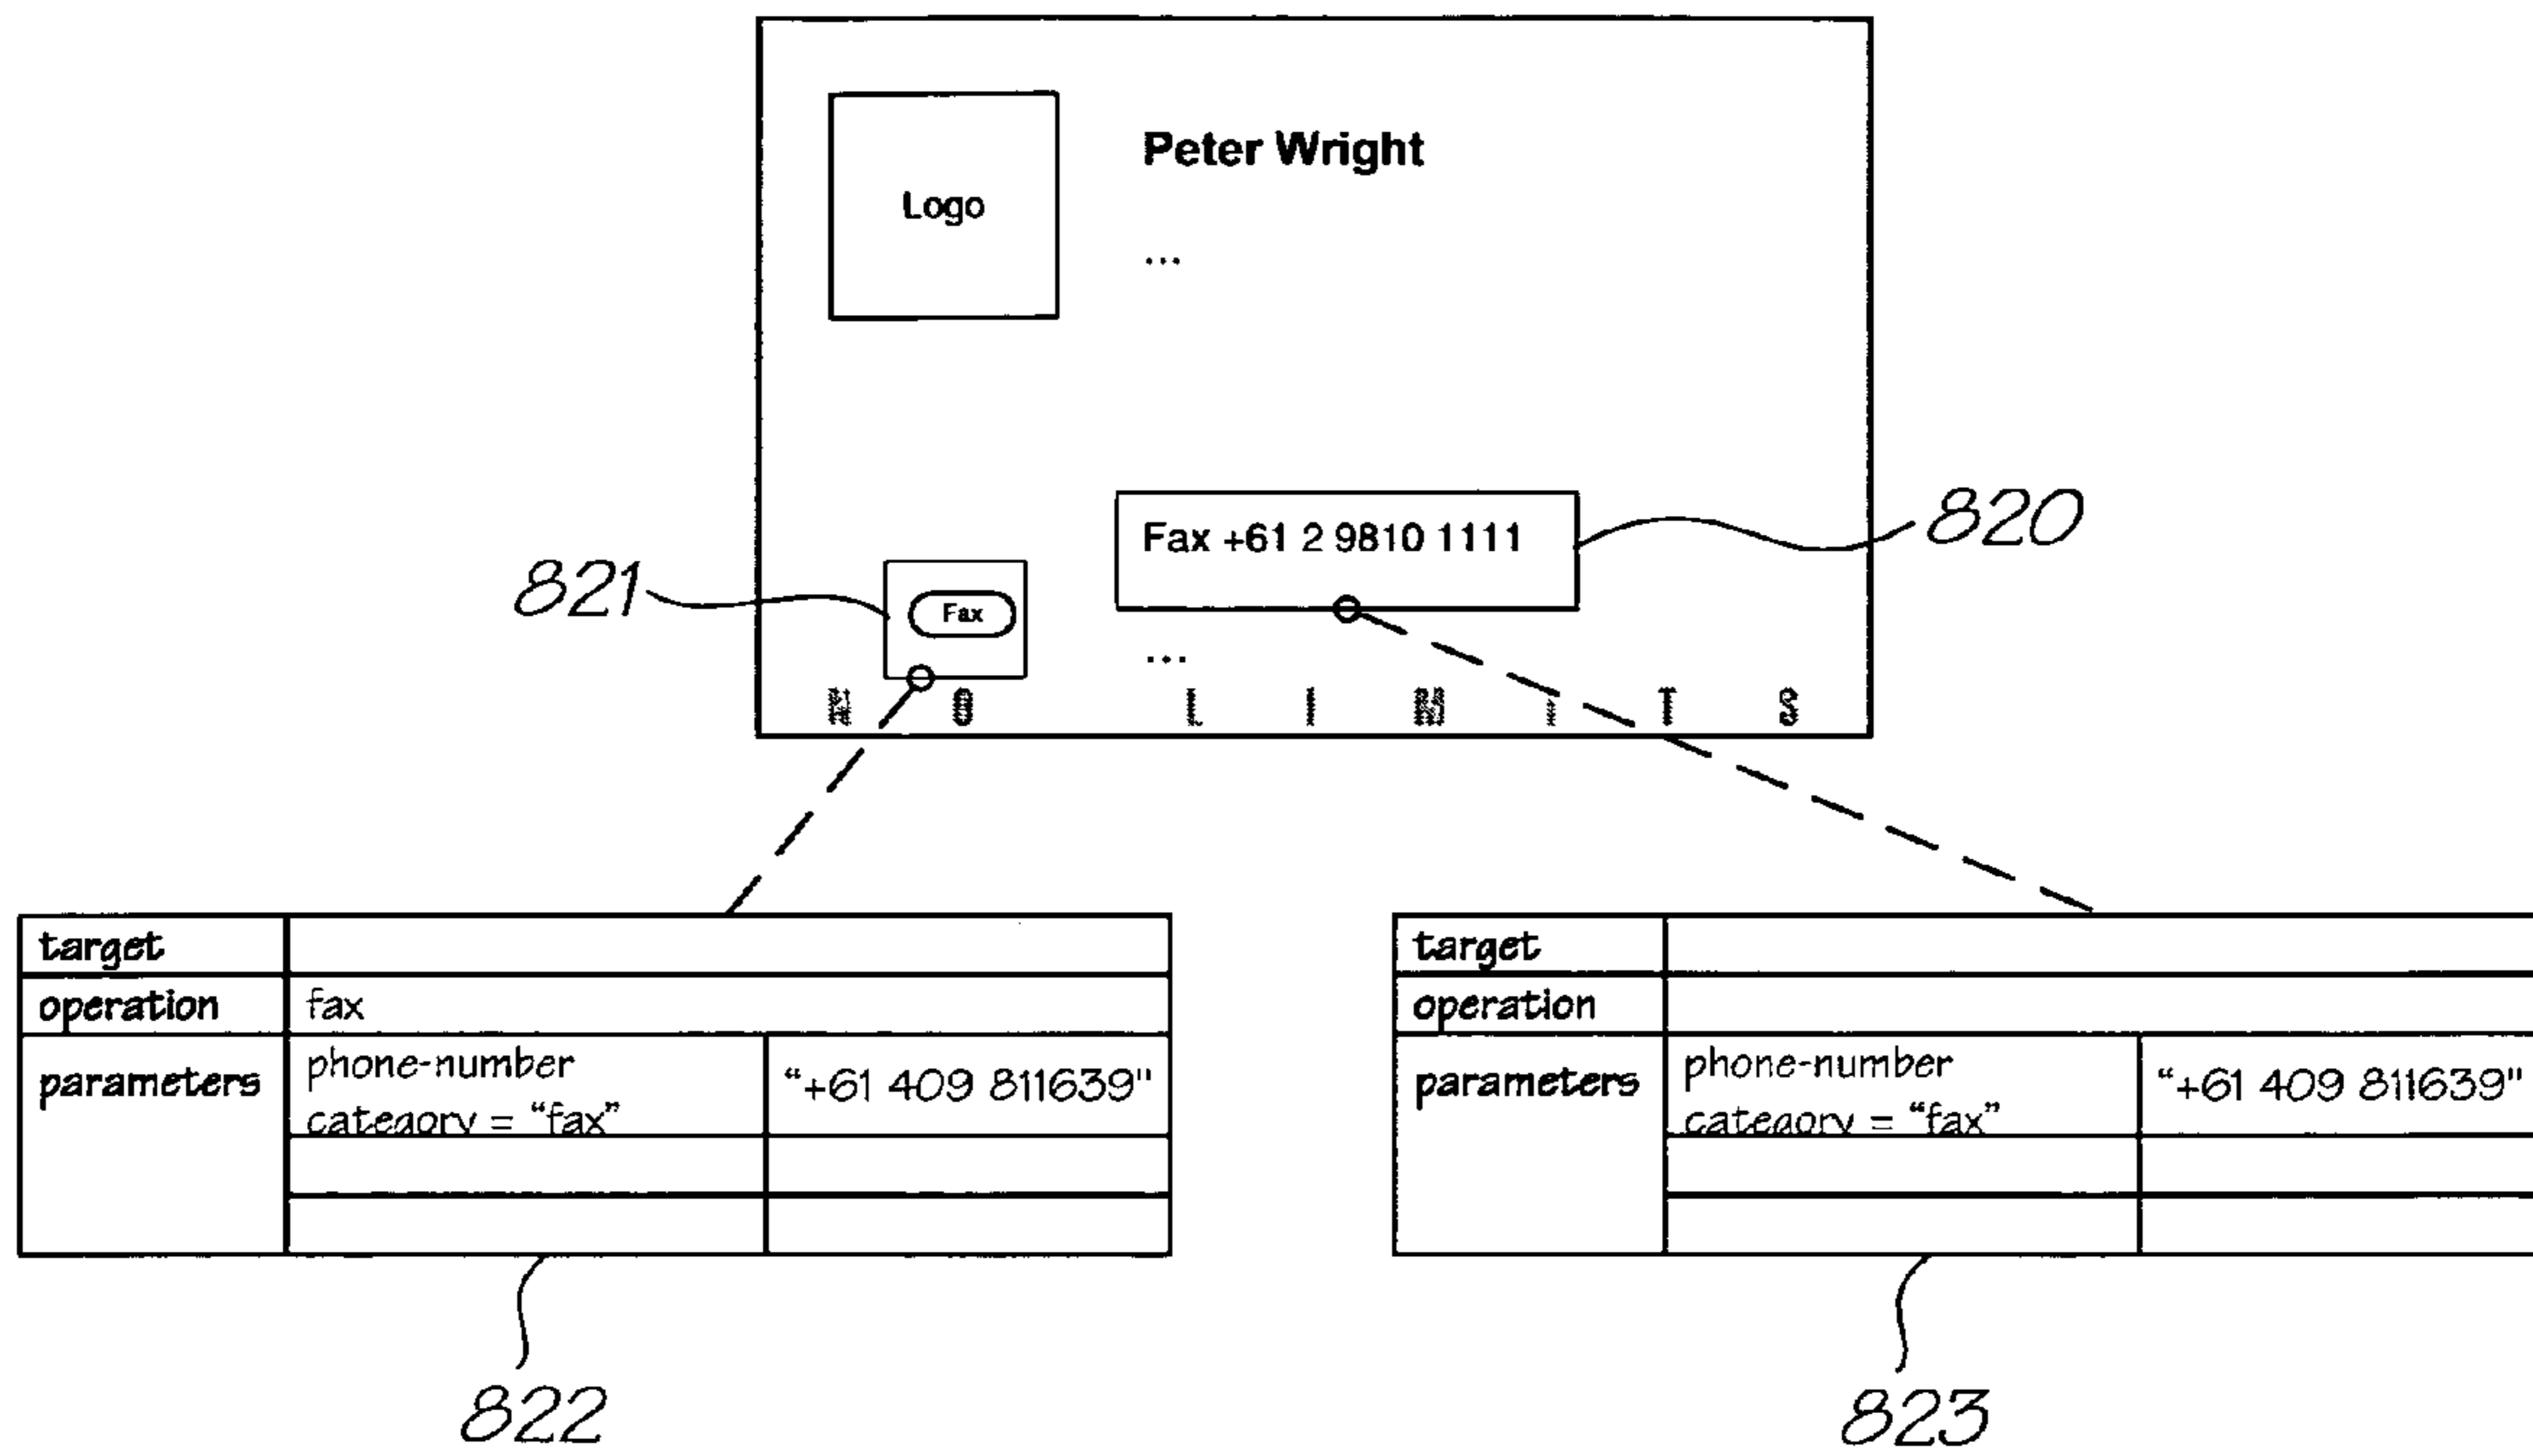 Peter Wright
Logo
...
Fax +61 2 9810 1111
820
821
Fax
...
target
operation fax
parameters phone-number "+61 409 811639"
category = "fax"
target
operation
parameters phone-number "+61 409 811639"
category = "fax"
822
823